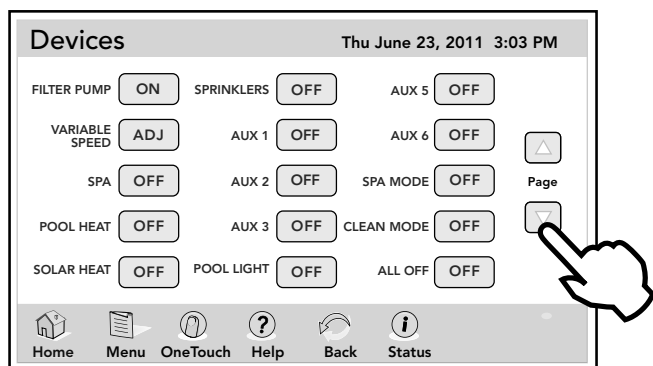 Devices Thu June 23, 2011 3:03 PM
FILTER PUMP ON SPRINKLERS OFF AUX 5 OFF
VARIABLE SPEED ADJ AUX 1 OFF AUX 6 OFF
SPA OFF AUX 2 OFF SPA MODE OFF Page
POOL HEAT OFF AUX 3 OFF CLEAN MODE OFF
SOLAR HEAT OFF POOL LIGHT OFF ALL OFF OFF
Home Menu OneTouch Help Back Status